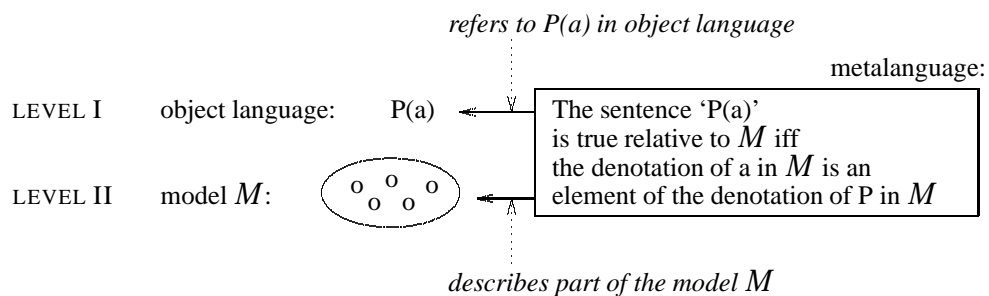 refers to P(a) in object language
metalanguage:
LEVEL I object language: P(a)
The sentence ‘P(a)’
is true relative to M iff
the denotation of a in M is an
element of the denotation of P in M
LEVEL II model M: o o o o o
describes part of the model M